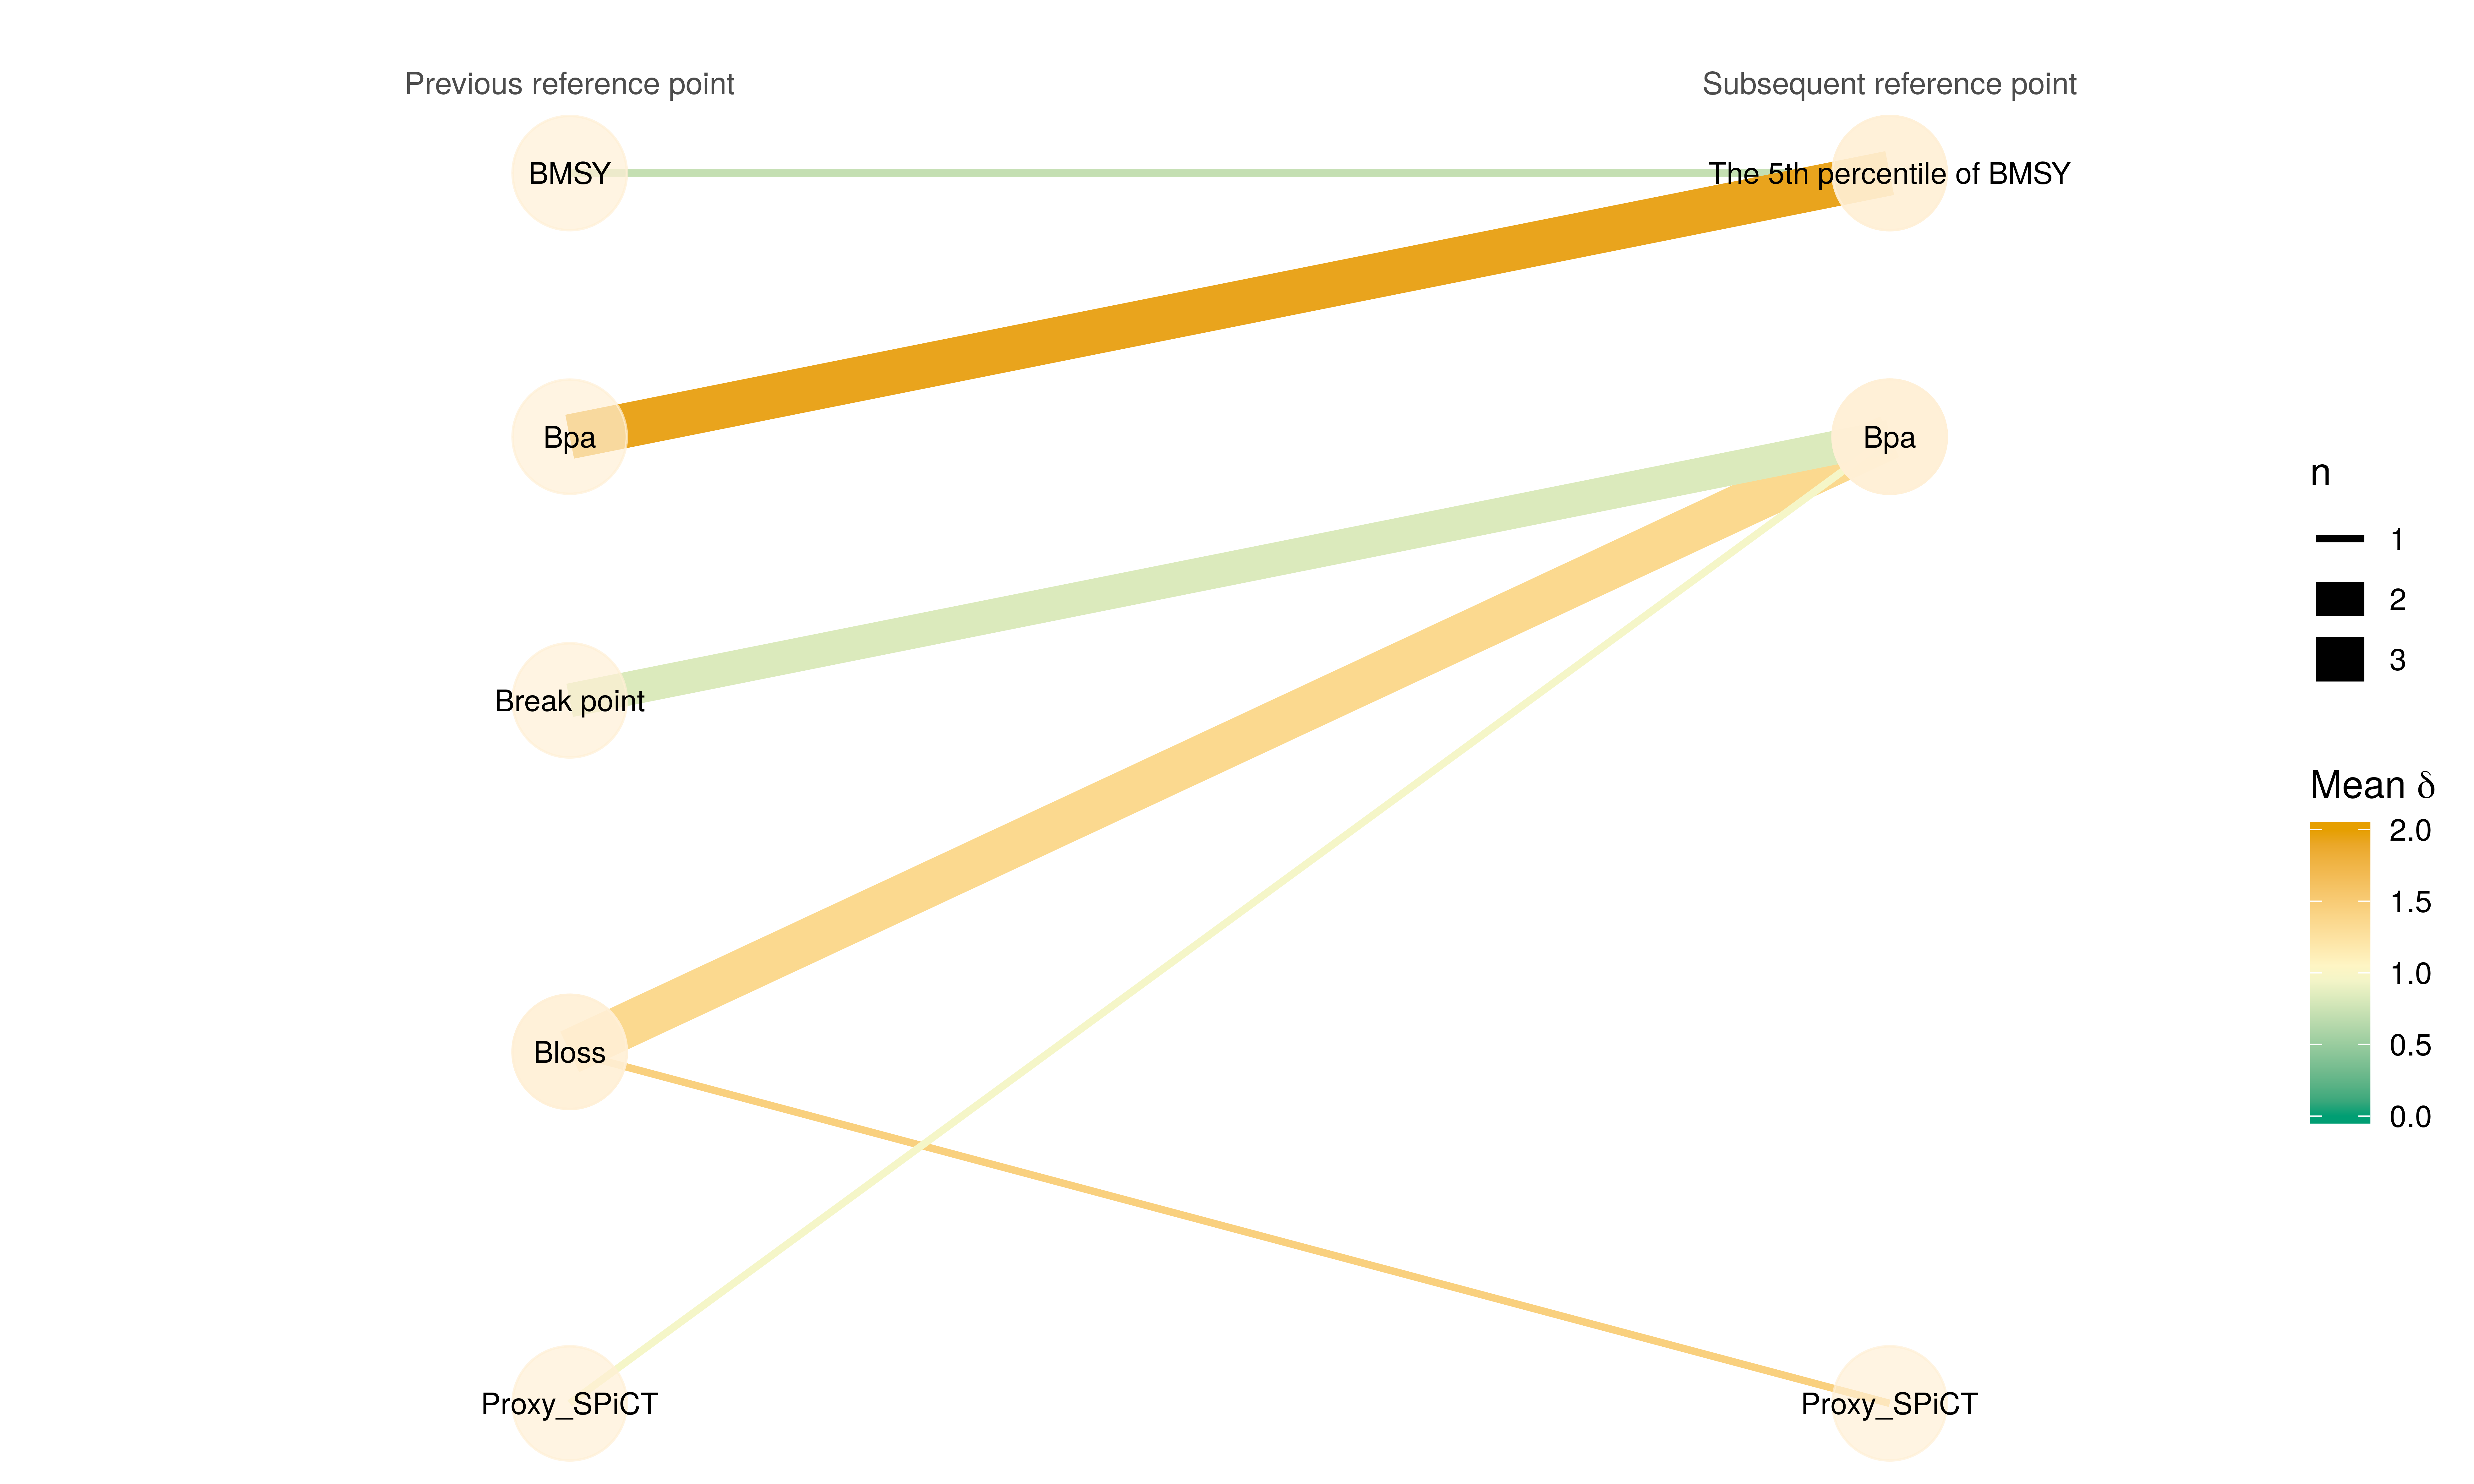 Previous reference point
Subsequent reference point
BMSY
The 5th percentile of BMSY
Bpa
Bpa
Break point
Bloss
Proxy_SPiCT
Proxy_SPiCT
n
1
2
3
Mean δ
2.0
1.5
1.0
0.5
0.0